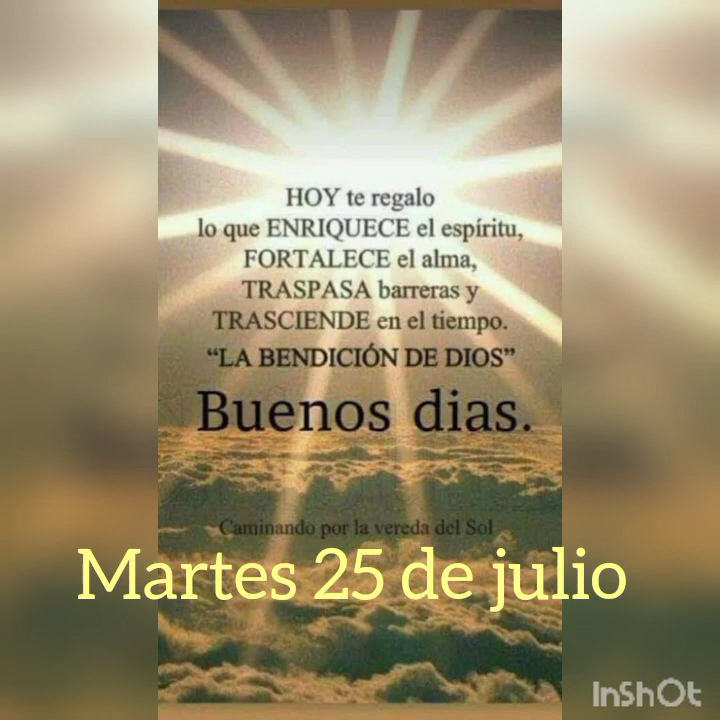 HOY te regalo
lo que ENRIQUECE el espíritu,
FORTALECE el alma,
TRASPASA barreras y
TRASCIENDE en el tiempo.
“LA BENDICIÓN DE DIOS”
Buenos dias.
Caminando por la vereda del Sol
Martes 25 de julio
InShOt